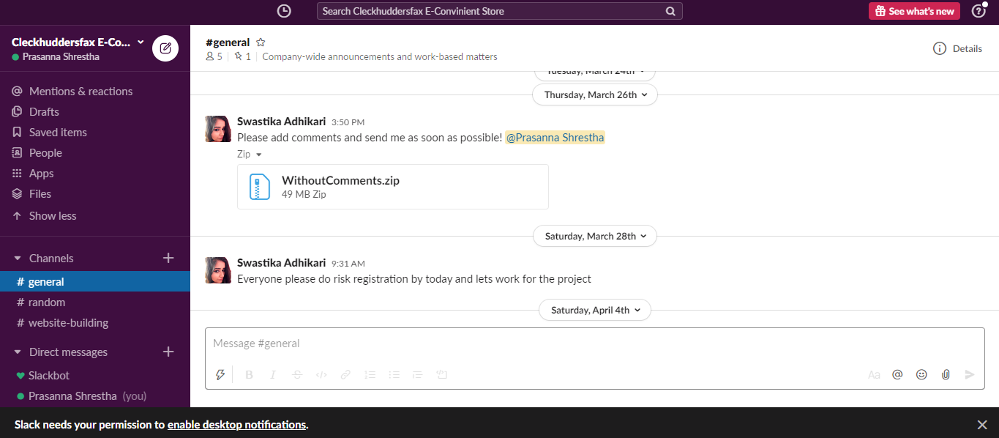 Search Cleckhuddersfax E-Convinient Store
See what's new
Cleckhuddersfax E-Co...
Prasanna Shrestha
Mentions & reactions
Drafts
Saved items
People
Apps
Files
Show less
Channels
# general
# random
# website-building
Direct messages
Slackbot
Prasanna Shrestha (you)
#general
5 | 1 | Company-wide announcements and work-based matters
Details
Tuesday, March 24th
Thursday, March 26th
Swastika Adhikari 3:50 PM
Please add comments and send me as soon as possible! @Prasanna Shrestha
Zip
WithoutComments.zip
49 MB Zip
Saturday, March 28th
Swastika Adhikari 9:31 AM
Everyone please do risk registration by today and lets work for the project
Saturday, April 4th
Message #general
B I S </> Aa @
Slack needs your permission to enable desktop notifications.